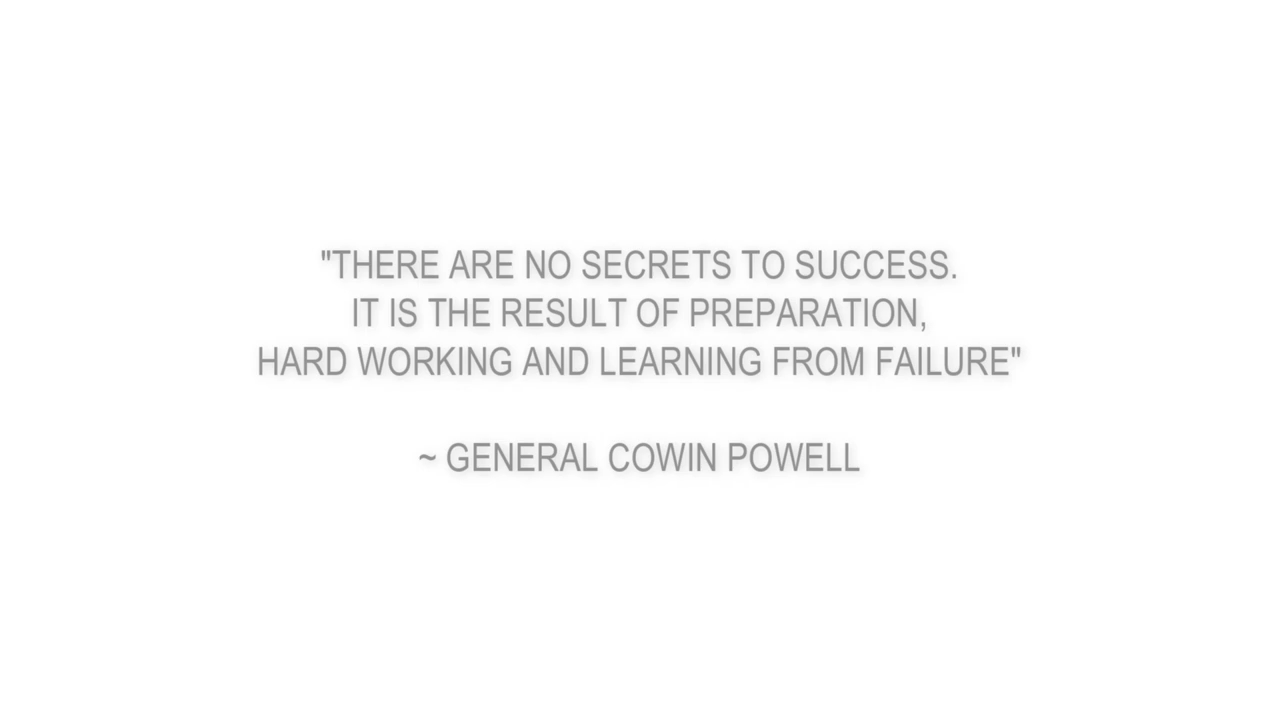 "THERE ARE NO SECRETS TO SUCCESS.
IT IS THE RESULT OF PREPARATION,
HARD WORKING AND LEARNING FROM FAILURE"
~ GENERAL COWIN POWELL